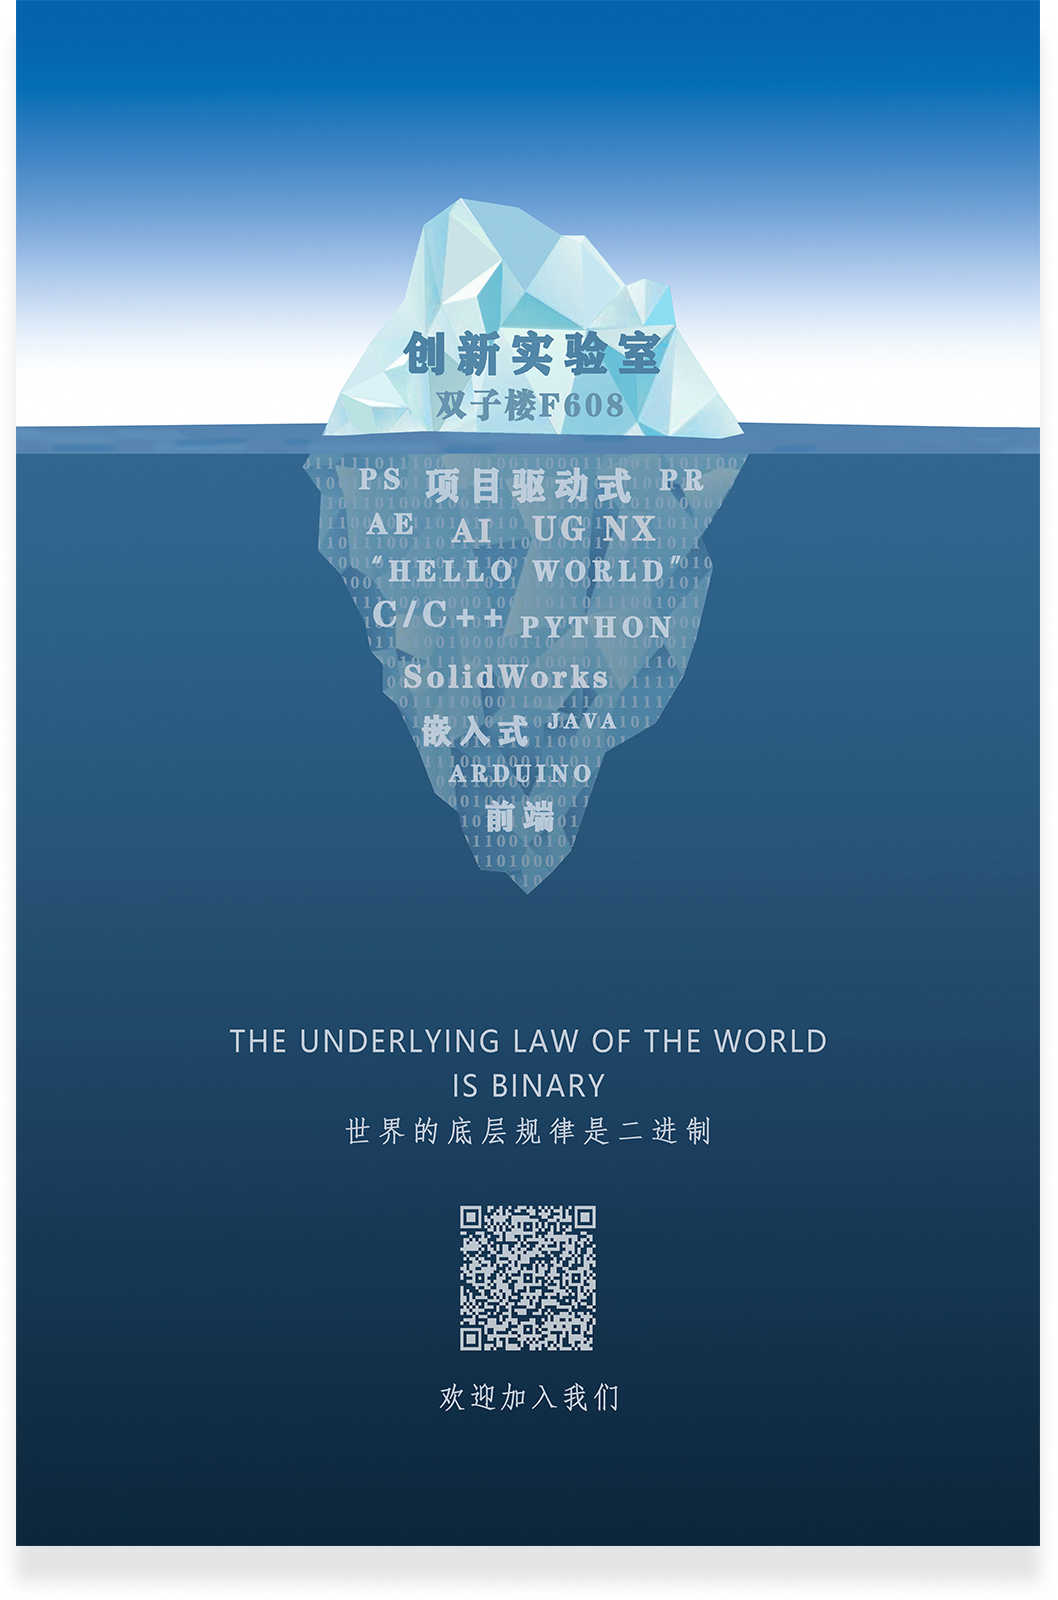 创新实验室
双子楼F608
PS 项目驱动式 PR
AE AI UG NX
“HELLO WORLD”
C/C++ PYTHON
SolidWorks
嵌入式 JAVA
ARDUINO
前端
THE UNDERLYING LAW OF THE WORLD
IS BINARY
世界的底层规律是二进制
欢迎加入我们